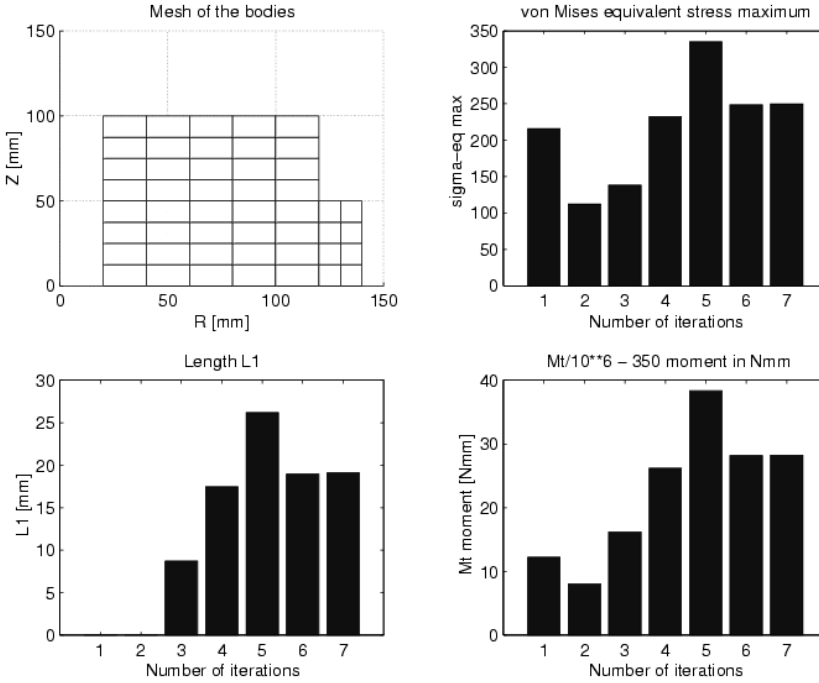 Mesh of the bodies
150
100
50
0
Z [mm]
0 50 100 150
R [mm]
von Mises equivalent stress maximum
350
300
250
200
150
100
50
0
sigma-eq max
1 2 3 4 5 6 7
Number of iterations
Length L1
30
25
20
15
10
5
0
L1 [mm]
1 2 3 4 5 6 7
Number of iterations
Mt/10**6 – 350 moment in Nmm
40
30
20
10
0
Mt moment [Nmm]
1 2 3 4 5 6 7
Number of iterations